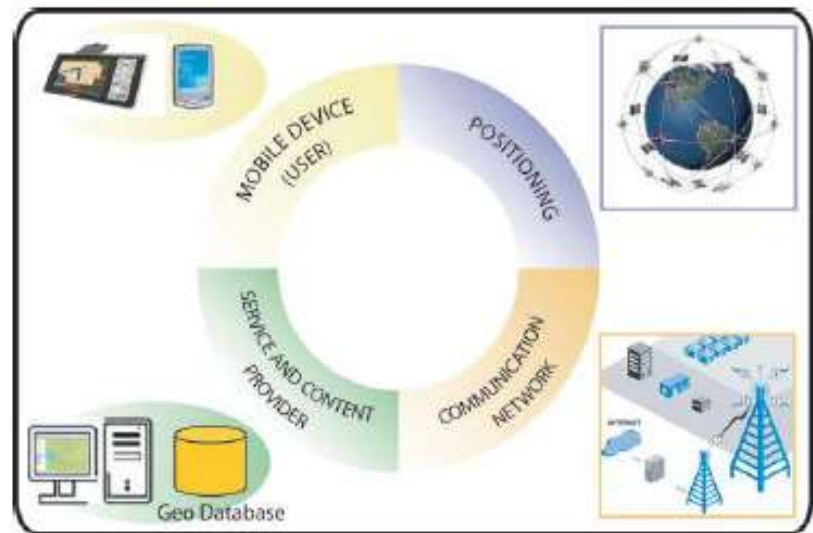 MOBILE DEVICE
(USER)
POSITIONING
SERVICE AND CONTENT
PROVIDER
COMMUNICATION
NETWORK
INTERNET
Geo Database